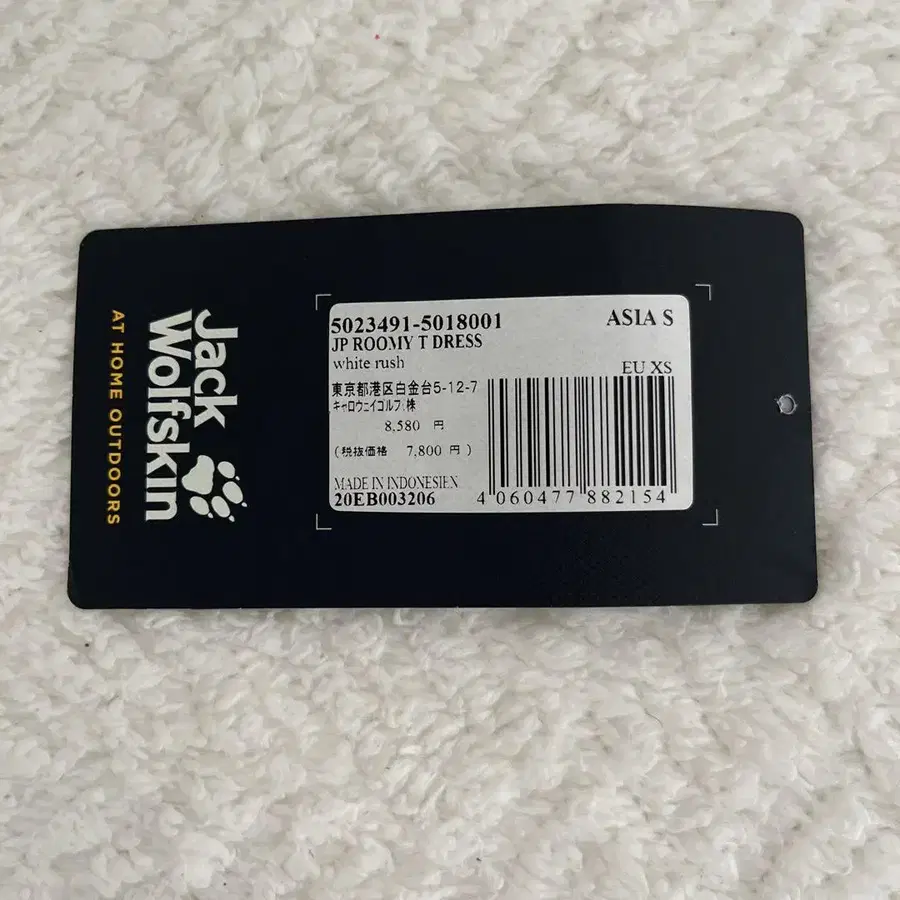 Jack
Wolfskin
AT HOME OUTDOORS
5023491-5018001
ASIA S
JP ROOMY T DRESS
white rush
EU XS
東京都港区白金台5-12-7
キャロウェイゴルフ㈱
8,580 円
(税抜価格 7,800 円)
MADE IN INDONESIEN
20EB003206
4 060477 882154